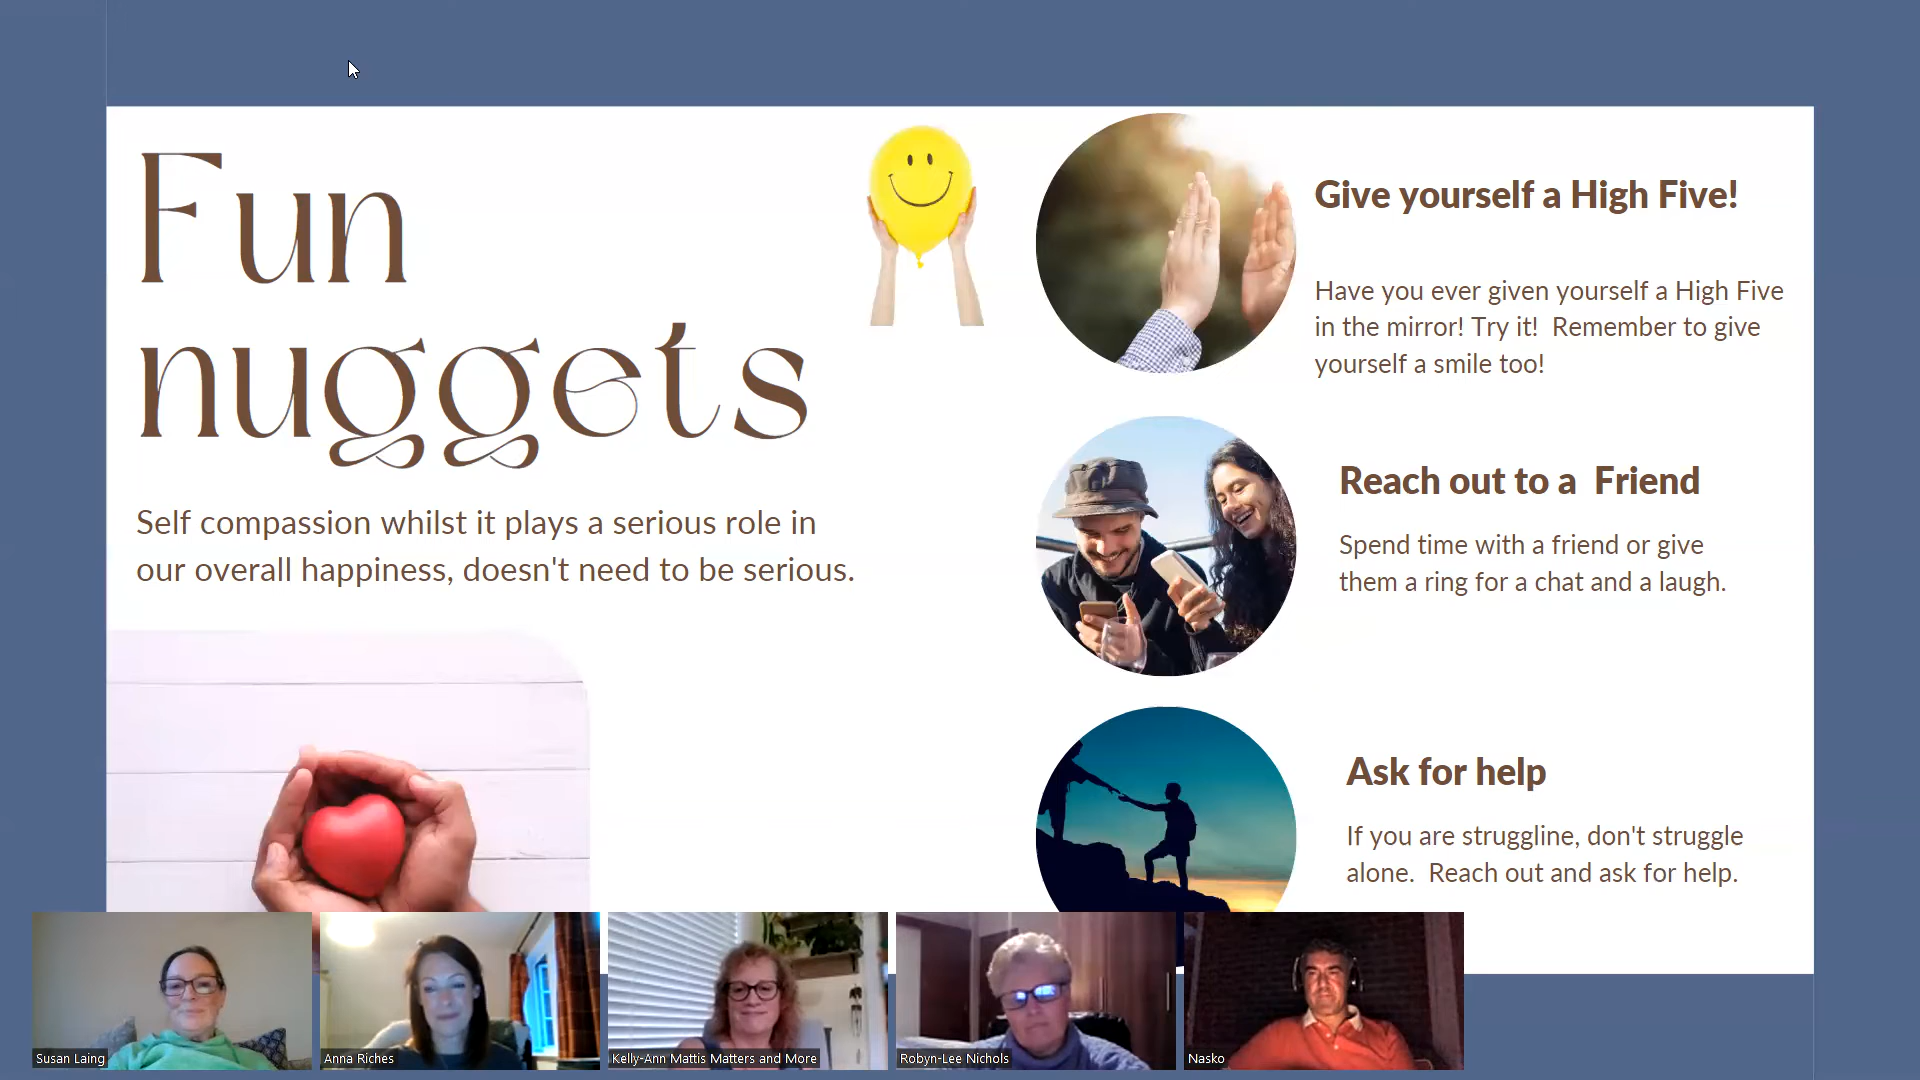 Fun
nuggets
Self compassion whilst it plays a serious role in
our overall happiness, doesn't need to be serious.
Give yourself a High Five!
Have you ever given yourself a High Five
in the mirror! Try it!  Remember to give
yourself a smile too!
Reach out to a  Friend
Spend time with a friend or give
them a ring for a chat and a laugh.
Ask for help
If you are struggline, don't struggle
alone.  Reach out and ask for help.
Susan Laing
Anna Riches
Kelly-Ann Mattis Matters and More
Robyn-Lee Nichols
Nasko